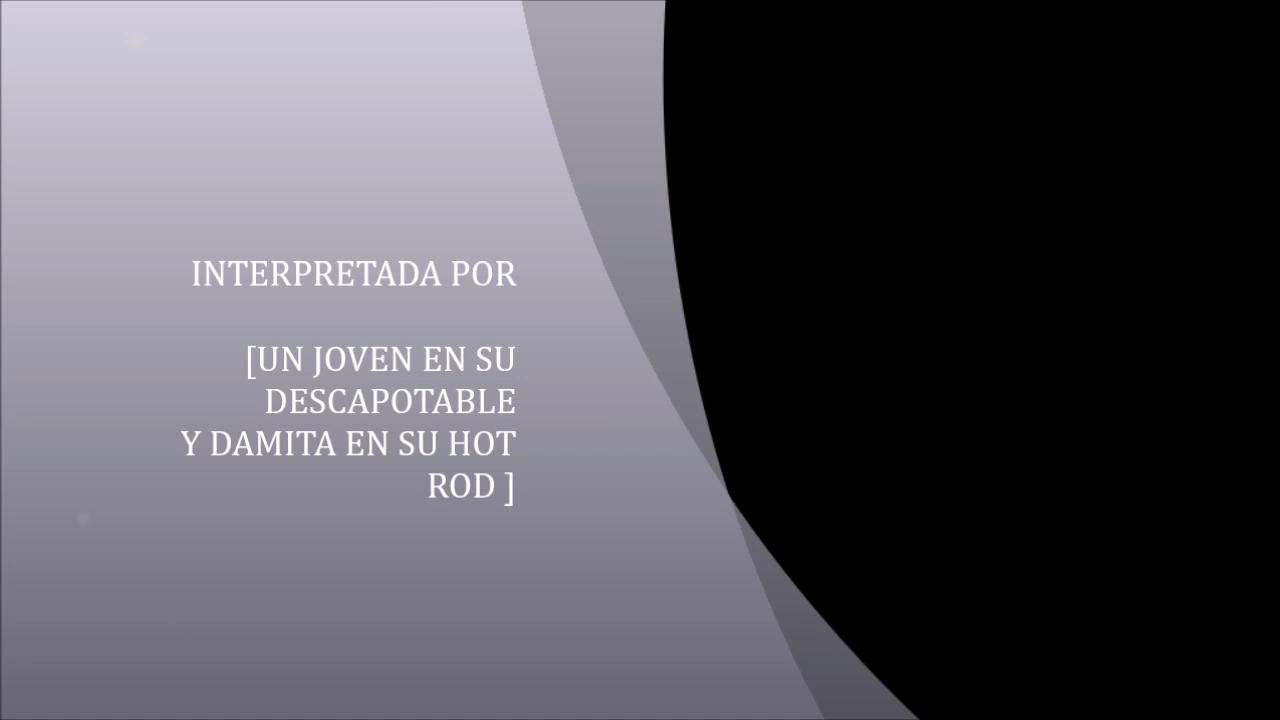 INTERPRETADA POR
[UN JOVEN EN SU
DESCAPOTABLE
Y DAMITA EN SU HOT
ROD ]